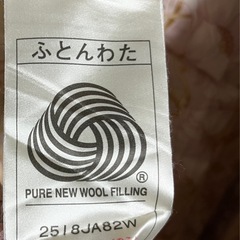 ふとんわた
®
PURE NEW WOOL FILLING
2518JA82W